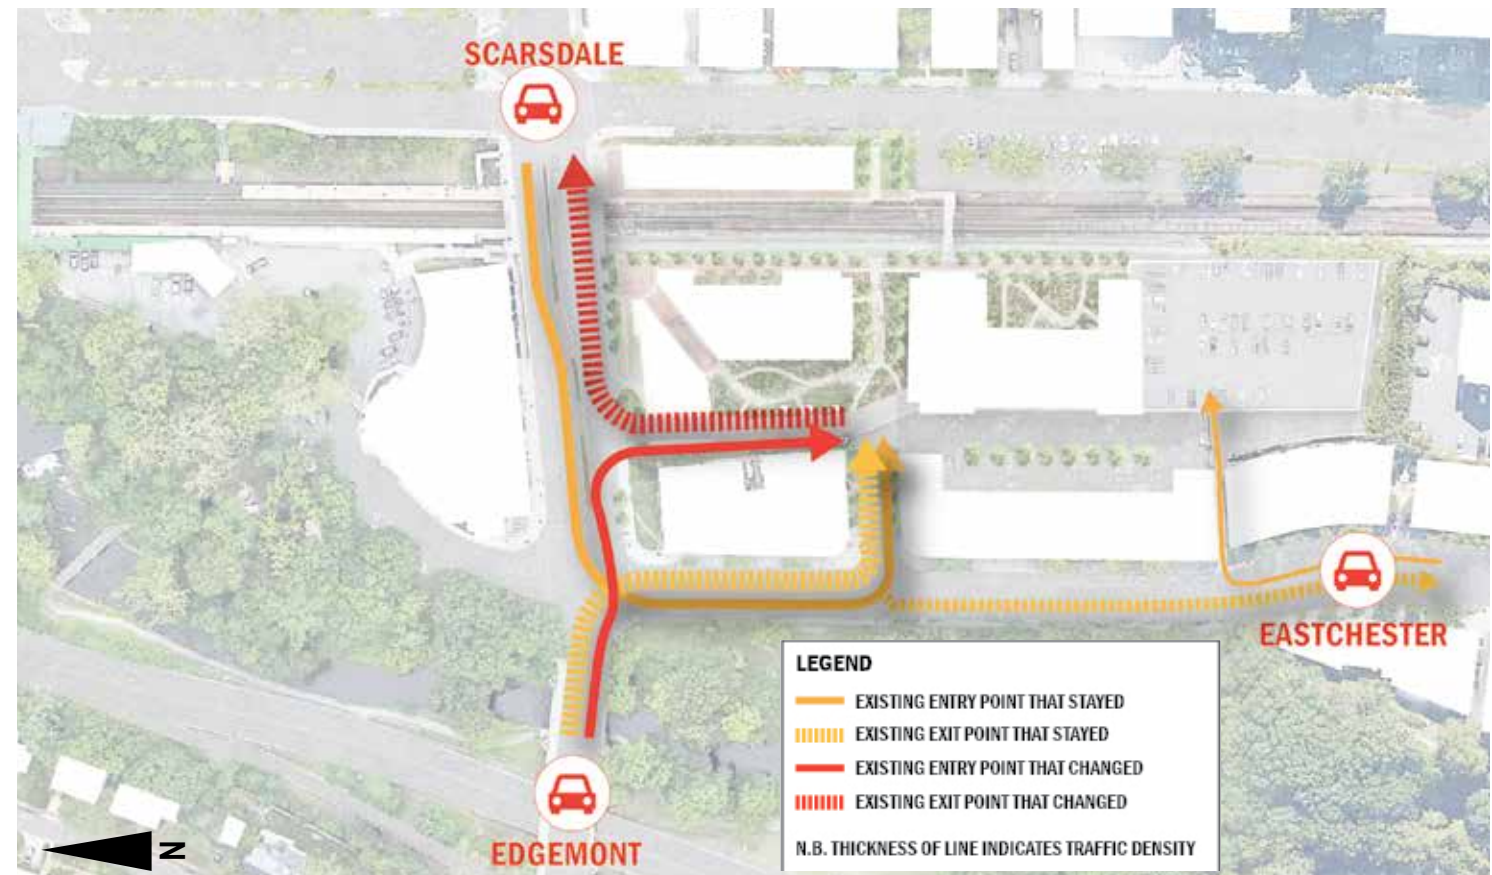 SCARSDALE
EASTCHESTER
LEGEND
EXISTING ENTRY POINT THAT STAYED
EXISTING EXIT POINT THAT STAYED
EXISTING ENTRY POINT THAT CHANGED
EXISTING EXIT POINT THAT CHANGED
N.B. THICKNESS OF LINE INDICATES TRAFFIC DENSITY
EDGEMONT
N